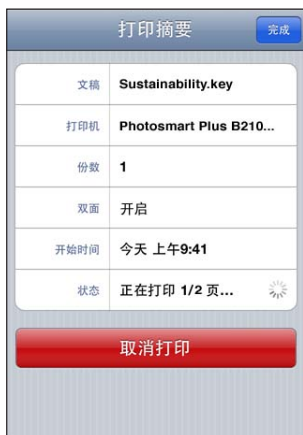 打印摘要
完成
文稿 Sustainability.key
打印机 Photosmart Plus B210...
份数 1
双面 开启
开始时间 今天 上午9:41
状态 正在打印 1/2 页...
取消打印